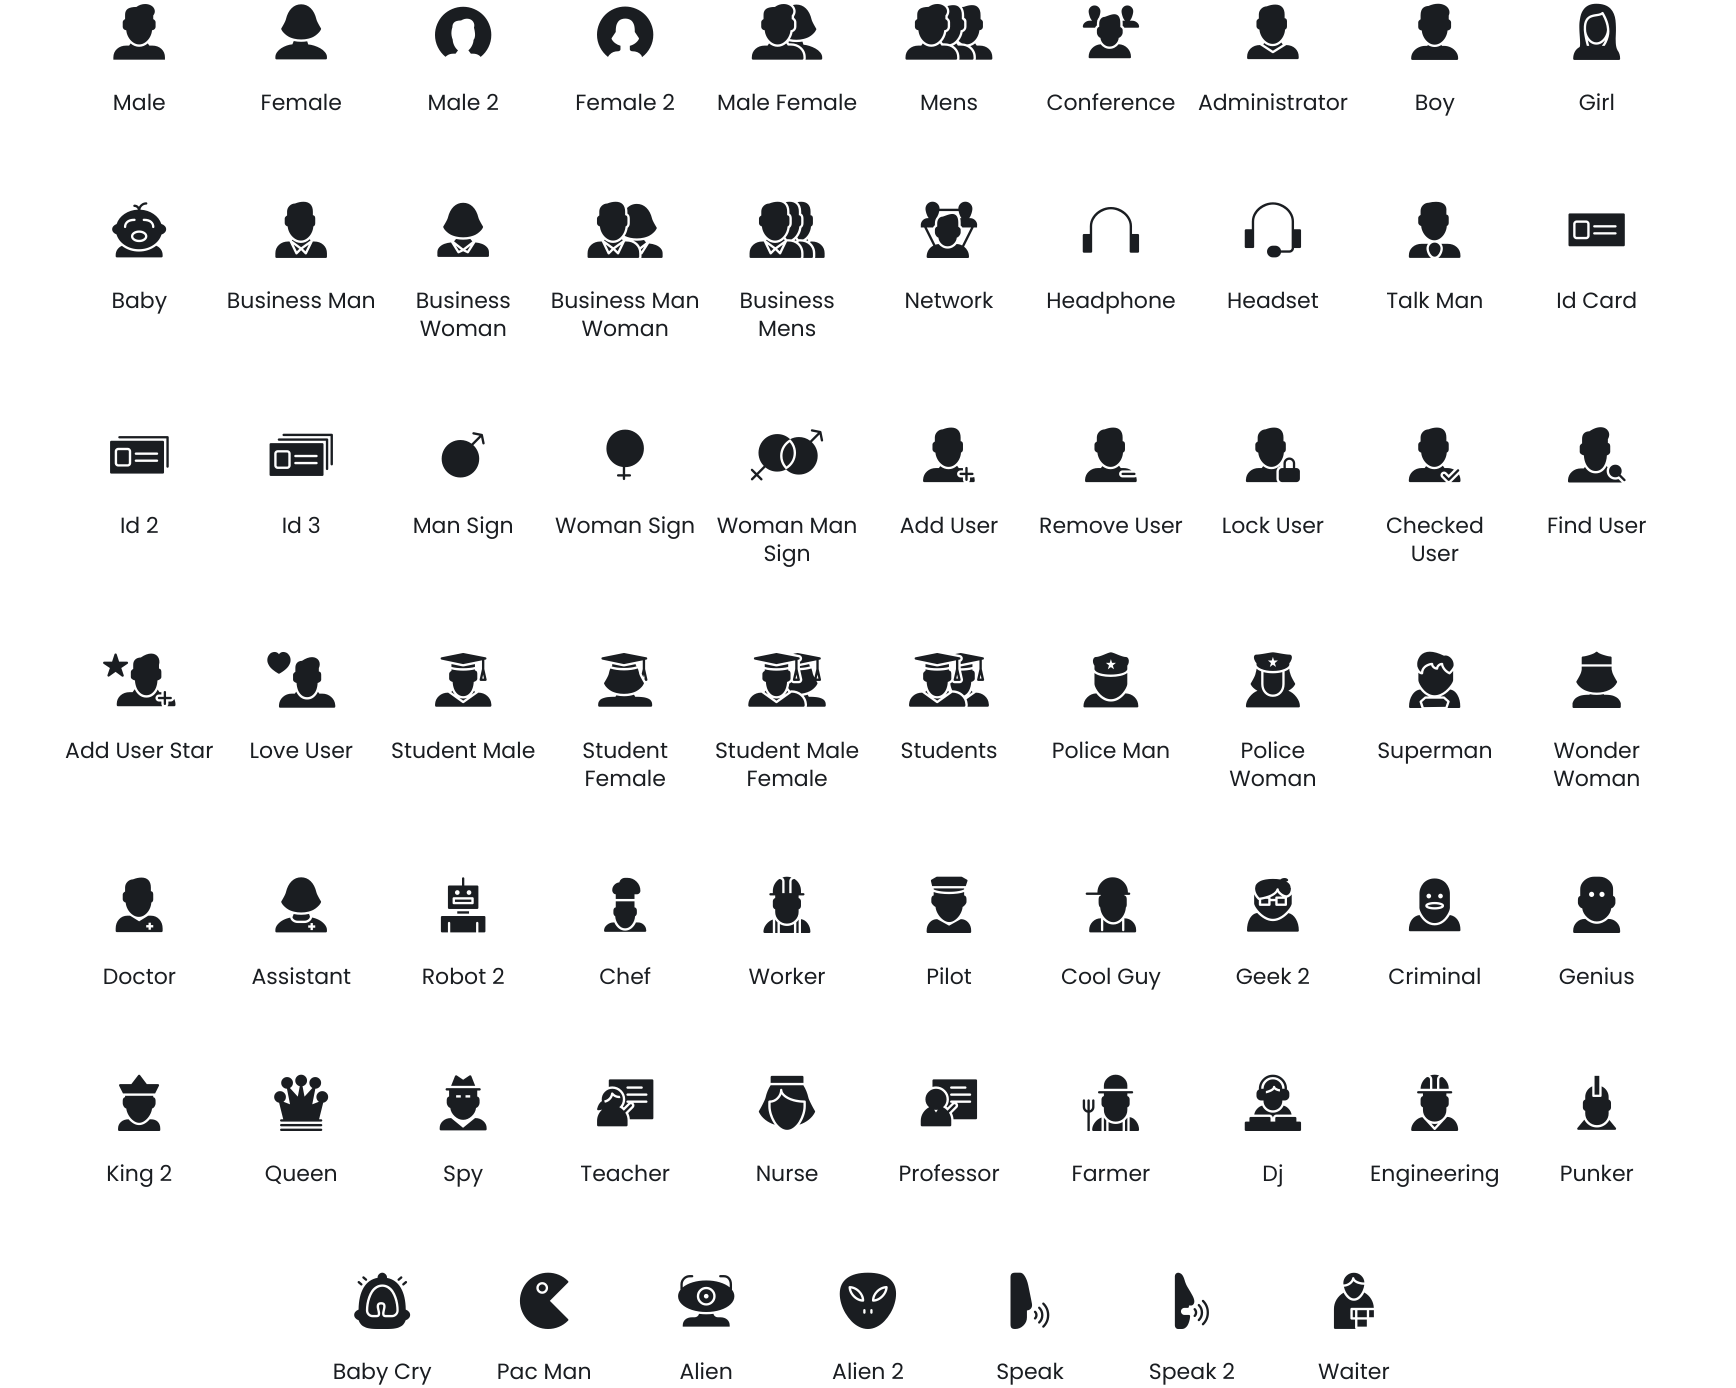 Male Female Male 2 Female 2 Male Female Mens Conference Administrator Boy Girl
Baby Business Man Business Business Man Business Network Headphone Headset Talk Man Id Card
Woman Woman Mens
Id 2 Id 3 Man Sign Woman Sign Woman Man Add User Remove User Lock User Checked Find User
Sign User
Add User Star Love User Student Male Student Student Male Students Police Man Police Superman Wonder
Female Female Woman Woman
Doctor Assistant Robot 2 Chef Worker Pilot Cool Guy Geek 2 Criminal Genius
King 2 Queen Spy Teacher Nurse Professor Farmer Dj Engineering Punker
Baby Cry Pac Man Alien Alien 2 Speak Speak 2 Waiter